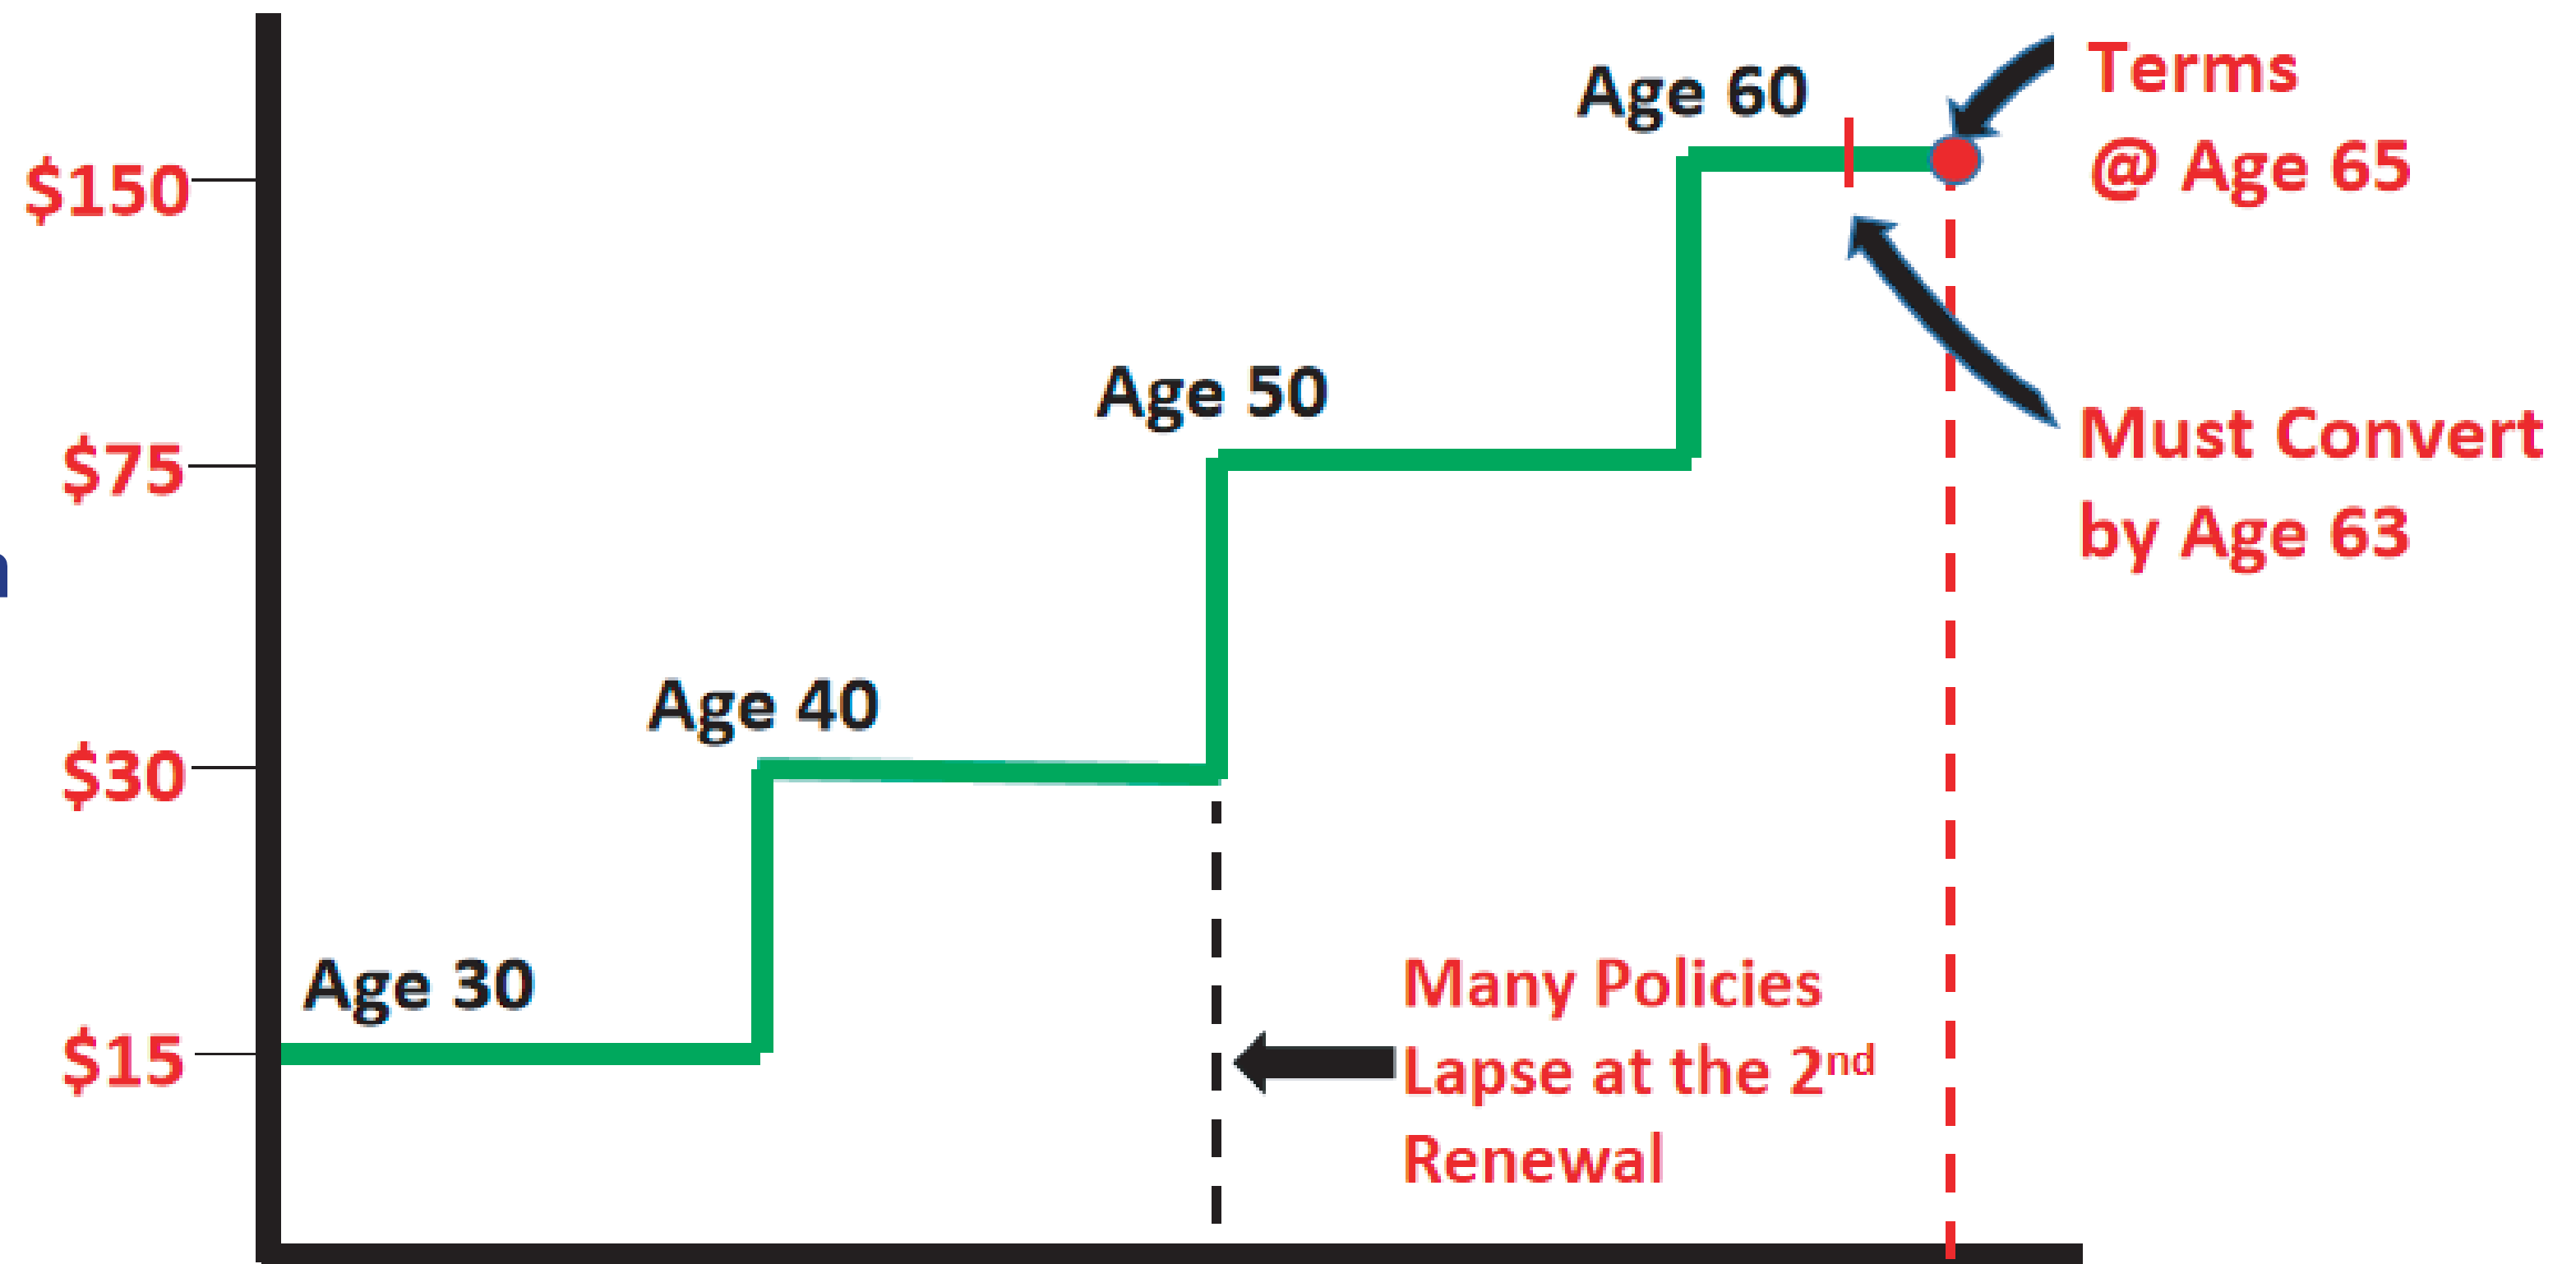 Terms
@ Age 65
Age 60
$150
Age 50
Must Convert
by Age 63
$75
Age 40
$30
Age 30
Many Policies
Lapse at the 2nd
Renewal
$15